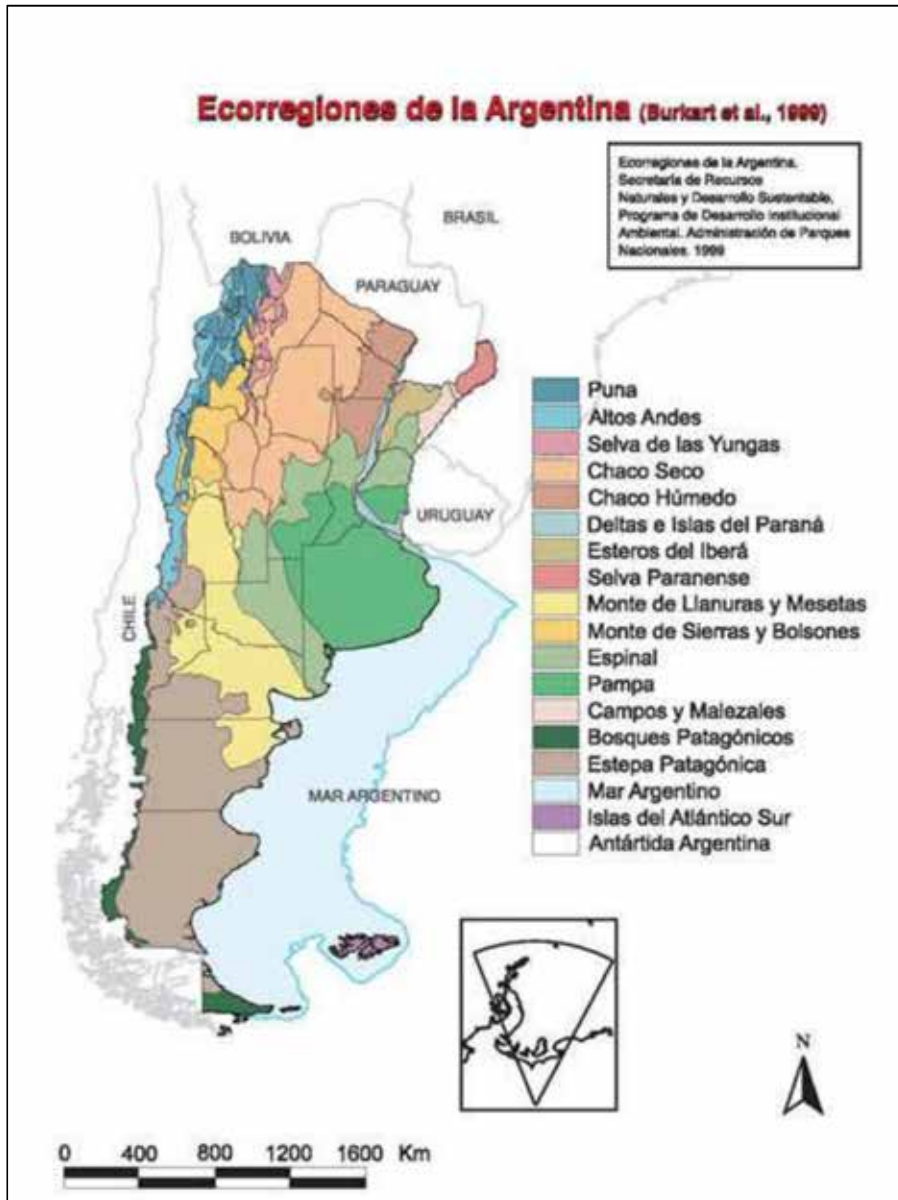 Ecorregiones de la Argentina (Burkart et al., 1999)
Ecorregiones de la Argentina.
Secretaría de Recursos
Naturales y Desarrollo Sustentable,
Programa de Desarrollo Institucional
Ambiental. Administración de Parques
Nacionales. 1999
BRASIL
BOLIVIA
PARAGUAY
URUGUAY
CHILE
MAR ARGENTINO
Puna
Altos Andes
Selva de las Yungas
Chaco Seco
Chaco Húmedo
Deltas e Islas del Paraná
Esteros del Iberá
Selva Paranense
Monte de Llanuras y Mesetas
Monte de Sierras y Bolsones
Espinal
Pampa
Campos y Malezales
Bosques Patagónicos
Estepa Patagónica
Mar Argentino
Islas del Atlántico Sur
Antártida Argentina
N
0 400 800 1200 1600 Km